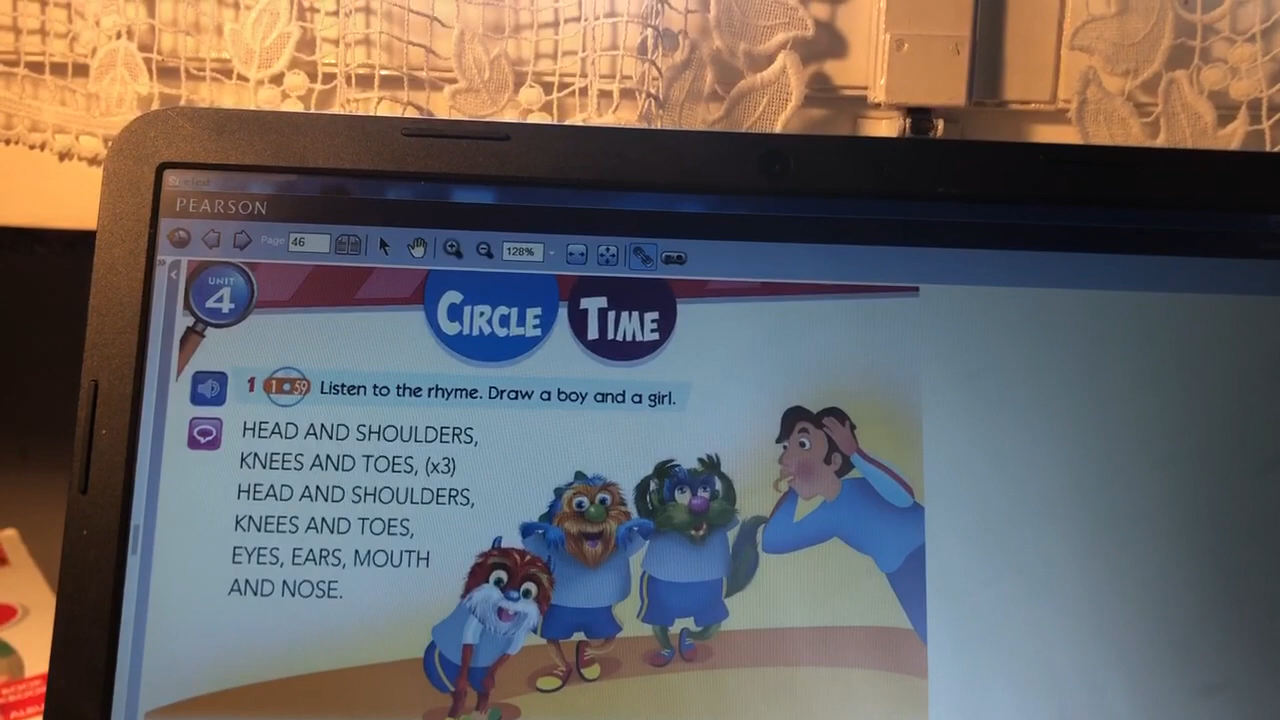 PEARSON
Page 46
128%
UNIT
4
CIRCLE TIME
1 1 59 Listen to the rhyme. Draw a boy and a girl.
HEAD AND SHOULDERS,
KNEES AND TOES, (x3)
HEAD AND SHOULDERS,
KNEES AND TOES,
EYES, EARS, MOUTH
AND NOSE.